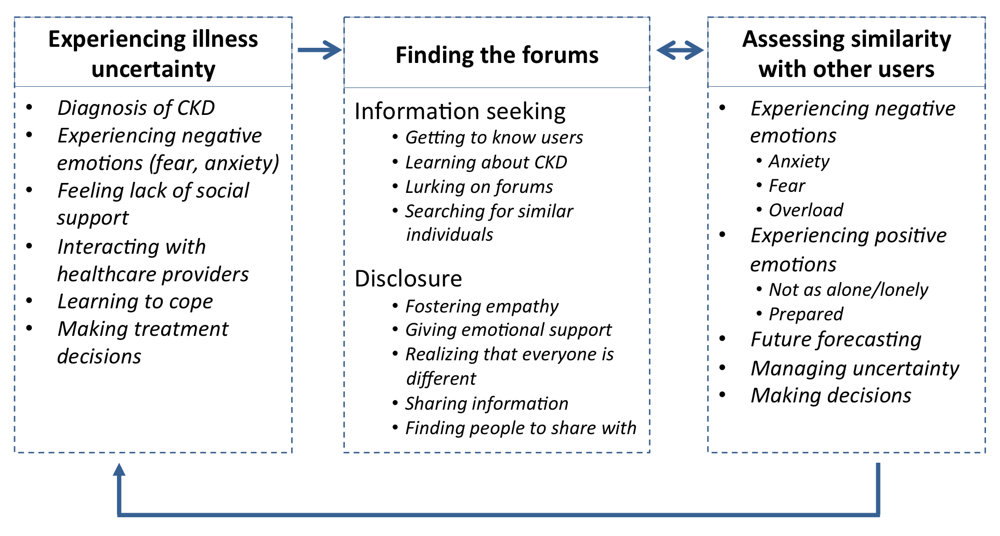 Experiencing illness
uncertainty
• Diagnosis of CKD
• Experiencing negative
emotions (fear, anxiety)
• Feeling lack of social
support
• Interacting with
healthcare providers
• Learning to cope
• Making treatment
decisions
Finding the forums
Information seeking
• Getting to know users
• Learning about CKD
• Lurking on forums
• Searching for similar
individuals
Disclosure
• Fostering empathy
• Giving emotional support
• Realizing that everyone is
different
• Sharing information
• Finding people to share with
Assessing similarity
with other users
• Experiencing negative
emotions
• Anxiety
• Fear
• Overload
• Experiencing positive
emotions
• Not as alone/lonely
• Prepared
• Future forecasting
• Managing uncertainty
• Making decisions